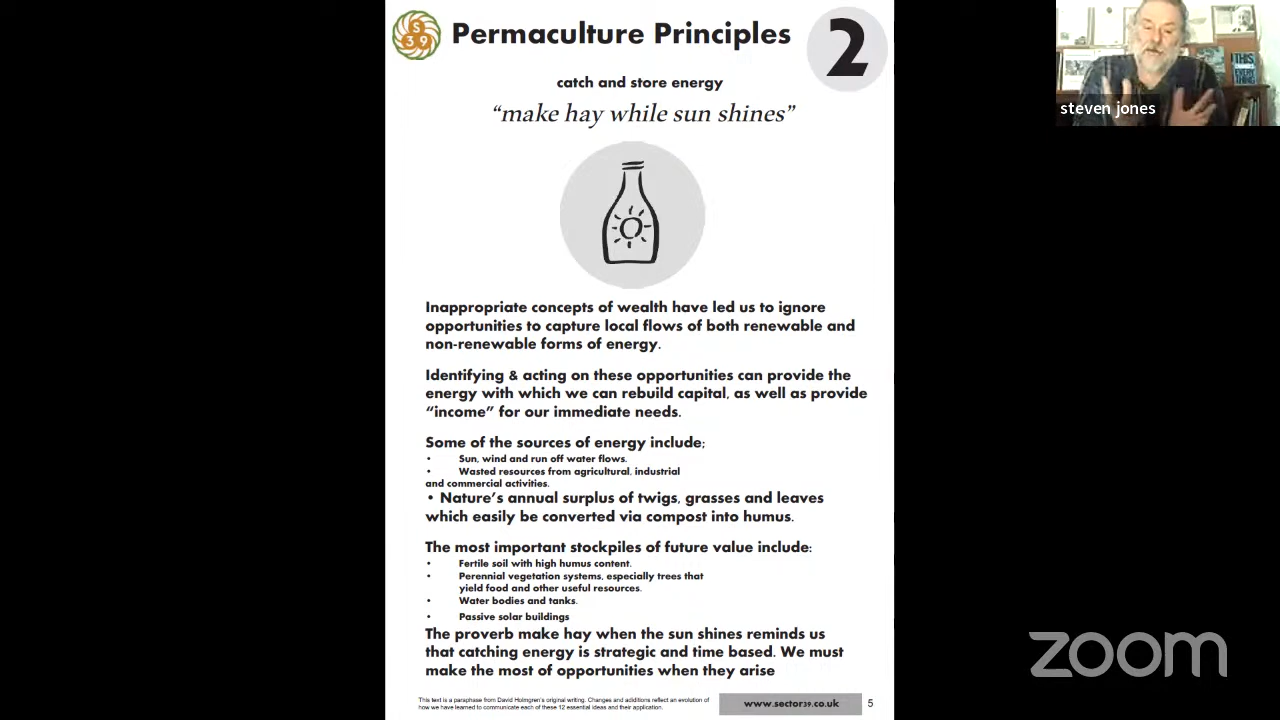 S
39
Permaculture Principles
2
catch and store energy
“make hay while sun shines”
Inappropriate concepts of wealth have led us to ignore
opportunities to capture local flows of both renewable and
non-renewable forms of energy.
Identifying & acting on these opportunities can provide the
energy with which we can rebuild capital, as well as provide
“income” for our immediate needs.
Some of the sources of energy include;
• Sun, wind and run off water flows.
• Wasted resources from agricultural, industrial
and commercial activities.
• Nature’s annual surplus of twigs, grasses and leaves
which easily be converted via compost into humus.
The most important stockpiles of future value include:
• Fertile soil with high humus content.
• Perennial vegetation systems, especially trees that
yield food and other useful resources.
• Water bodies and tanks.
• Passive solar buildings
The proverb make hay when the sun shines reminds us
that catching energy is strategic and time based. We must
make the most of opportunities when they arise
This text is a paraphase from David Holmgren's original writing. Changes and additions reflect an evolution of
how we have learned to communicate each of these 12 essential ideas and their application.
www.sector39.co.uk
5
THIS
EVERYTHING
steven jones
zoom